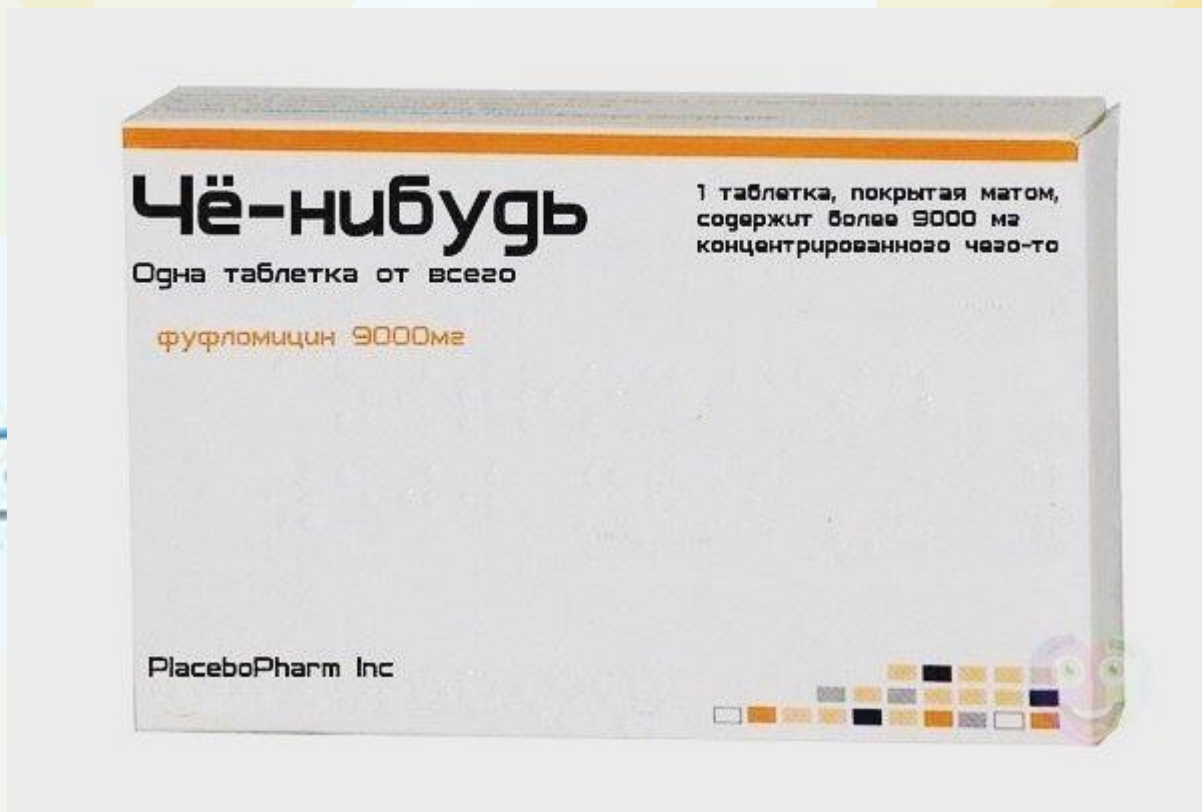 Чё-нибудь
Одна таблетка от всего
фуфломицин 9000мг
1 таблетка, покрытая матом,
содержит более 9000 мг
концентрированного чего-то
PlaceboPharm Inc